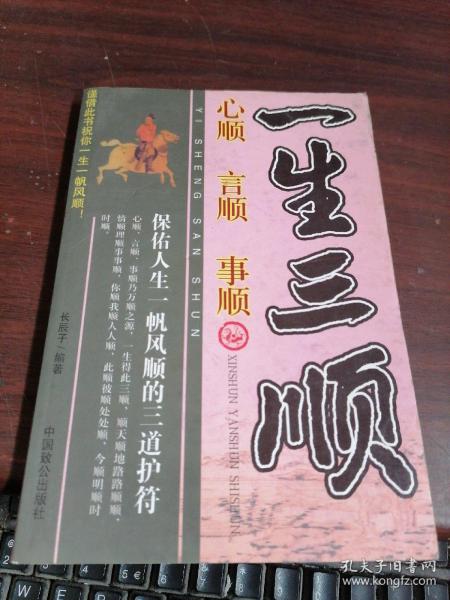 一生三顺
心顺 言顺 事顺
XINSHUN YANSHUN SHISHUN
YI SHENG SAN SHUN
保佑人生一帆风顺的三道护符
心顺、言顺、事顺乃万顺之源，一生得此三顺，顺天顺地路路顺顺，
情顺理顺事事顺，你顺我顺人人顺，此顺彼顺处处顺，今顺明顺时
时顺。
谨借此书祝你一生一帆风顺！
长辰子/编著
中国致公出版社
孔夫子旧书网
www.kongfz.com